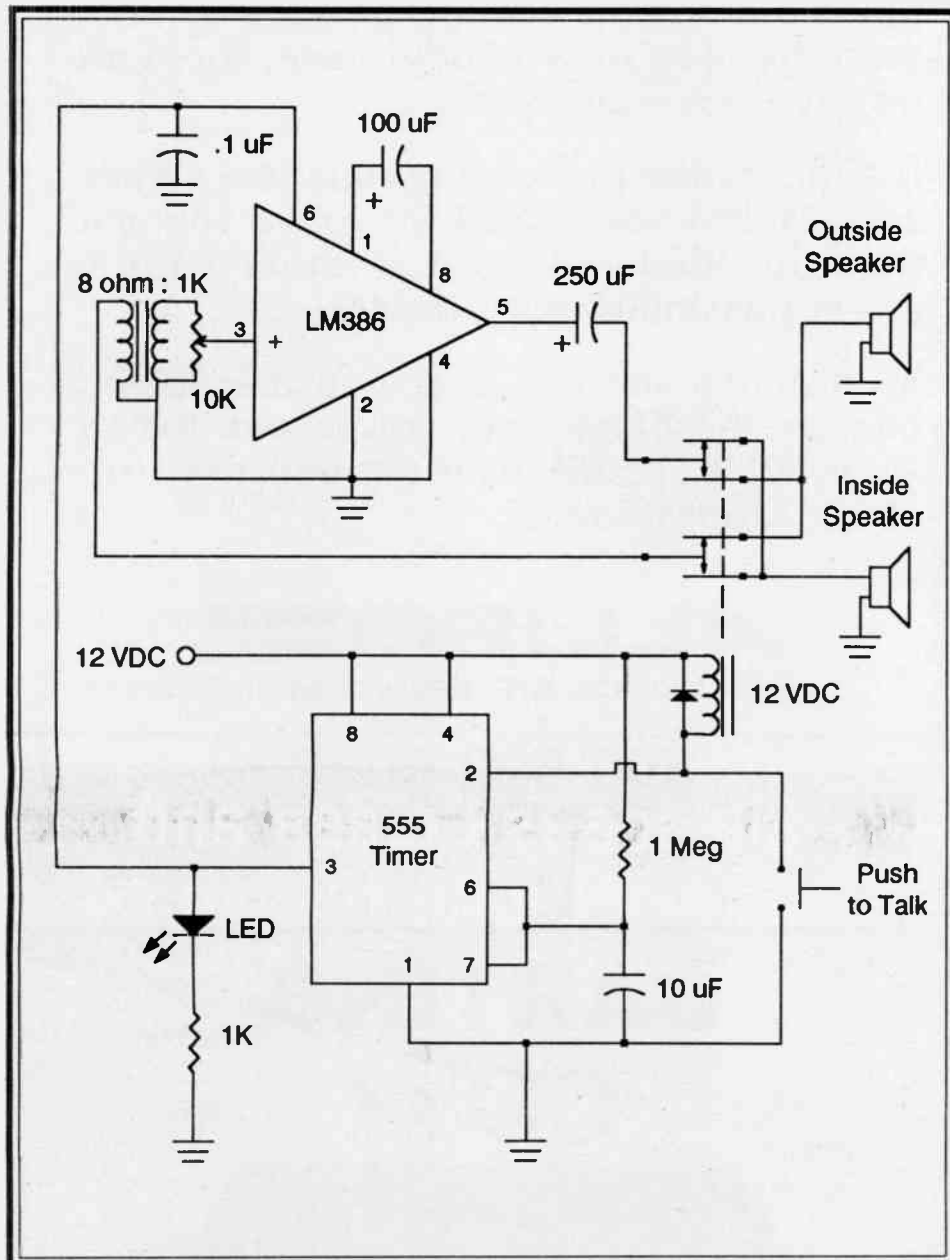 .1 uF
100 uF
6
1
8
Outside
Speaker
8 ohm : 1K
250 uF
5
LM386
3
+
+
+
4
10K
2
Inside
Speaker
12 VDC
12 VDC
8
4
2
555
Timer
1 Meg
3
6
Push
to Talk
LED
7
1
10 uF
1K